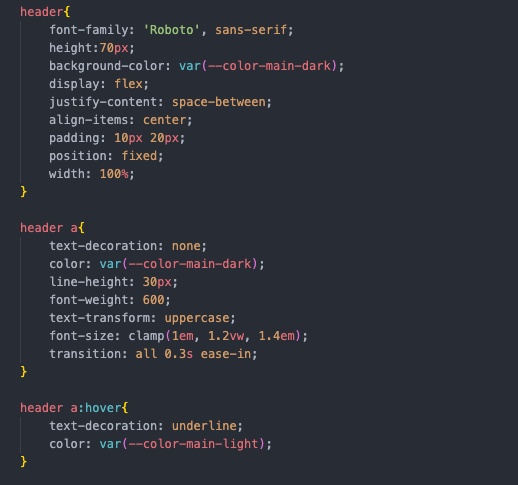 header{
    font-family: 'Roboto', sans-serif;
    height:70px;
    background-color: var(--color-main-dark);
    display: flex;
    justify-content: space-between;
    align-items: center;
    padding: 10px 20px;
    position: fixed;
    width: 100%;
}

header a{
    text-decoration: none;
    color: var(--color-main-dark);
    line-height: 30px;
    font-weight: 600;
    text-transform: uppercase;
    font-size: clamp(1em, 1.2vw, 1.4em);
    transition: all 0.3s ease-in;
}

header a:hover{
    text-decoration: underline;
    color: var(--color-main-light);
}